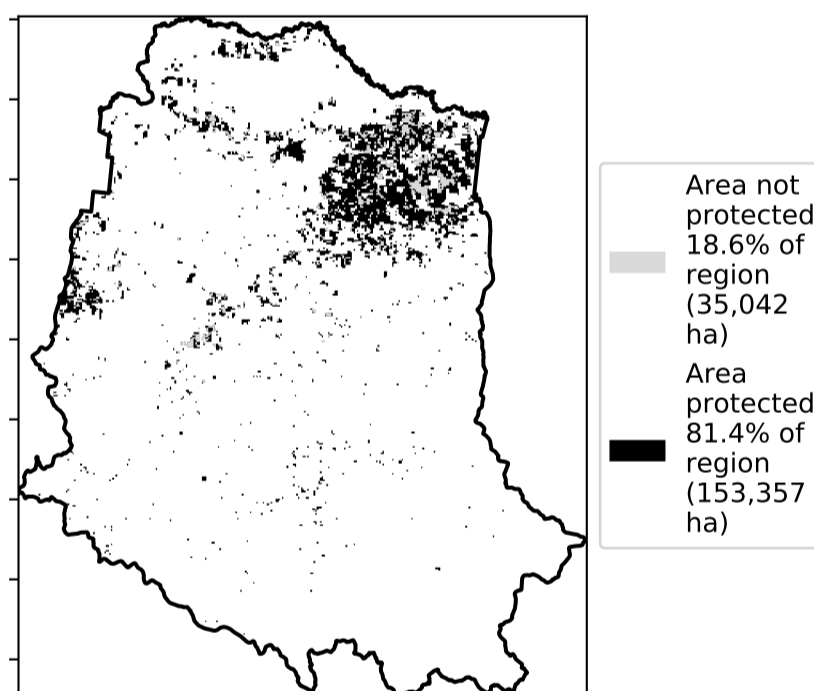 Area not
protected
18.6% of
region
(35,042
ha)
Area
protected
81.4% of
region
(153,357
ha)